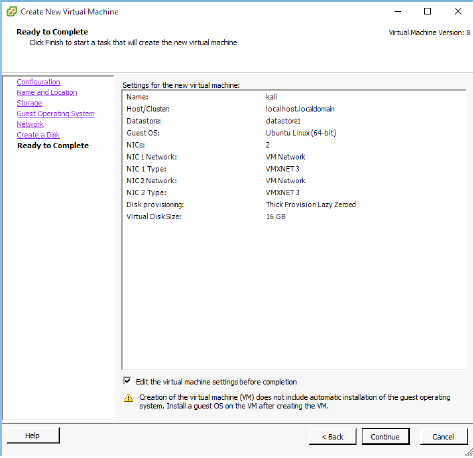 Create New Virtual Machine
Ready to Complete
Click Finish to start a task that will create the new virtual machine
Virtual Machine Version: 8
Configuration
Name and Location
Storage
Guest Operating System
Network
Create a Disk
Ready to Complete
Settings for the new virtual machine:
Name: kali
Host/Cluster: localhost.localdomain
Datastore: datastore1
Guest OS: Ubuntu Linux (64-bit)
NICs: 2
NIC 1 Network: VM Network
NIC 1 Type: VMXNET 3
NIC 2 Network: VM Network
NIC 2 Type: VMXNET 3
Disk provisioning: Thick Provision Lazy Zeroed
Virtual Disk Size: 16 GB
Edit the virtual machine settings before completion
Creation of the virtual machine (VM) does not include automatic installation of the guest operating
system. Install a guest OS on the VM after creating the VM.
Help
< Back
Continue
Cancel